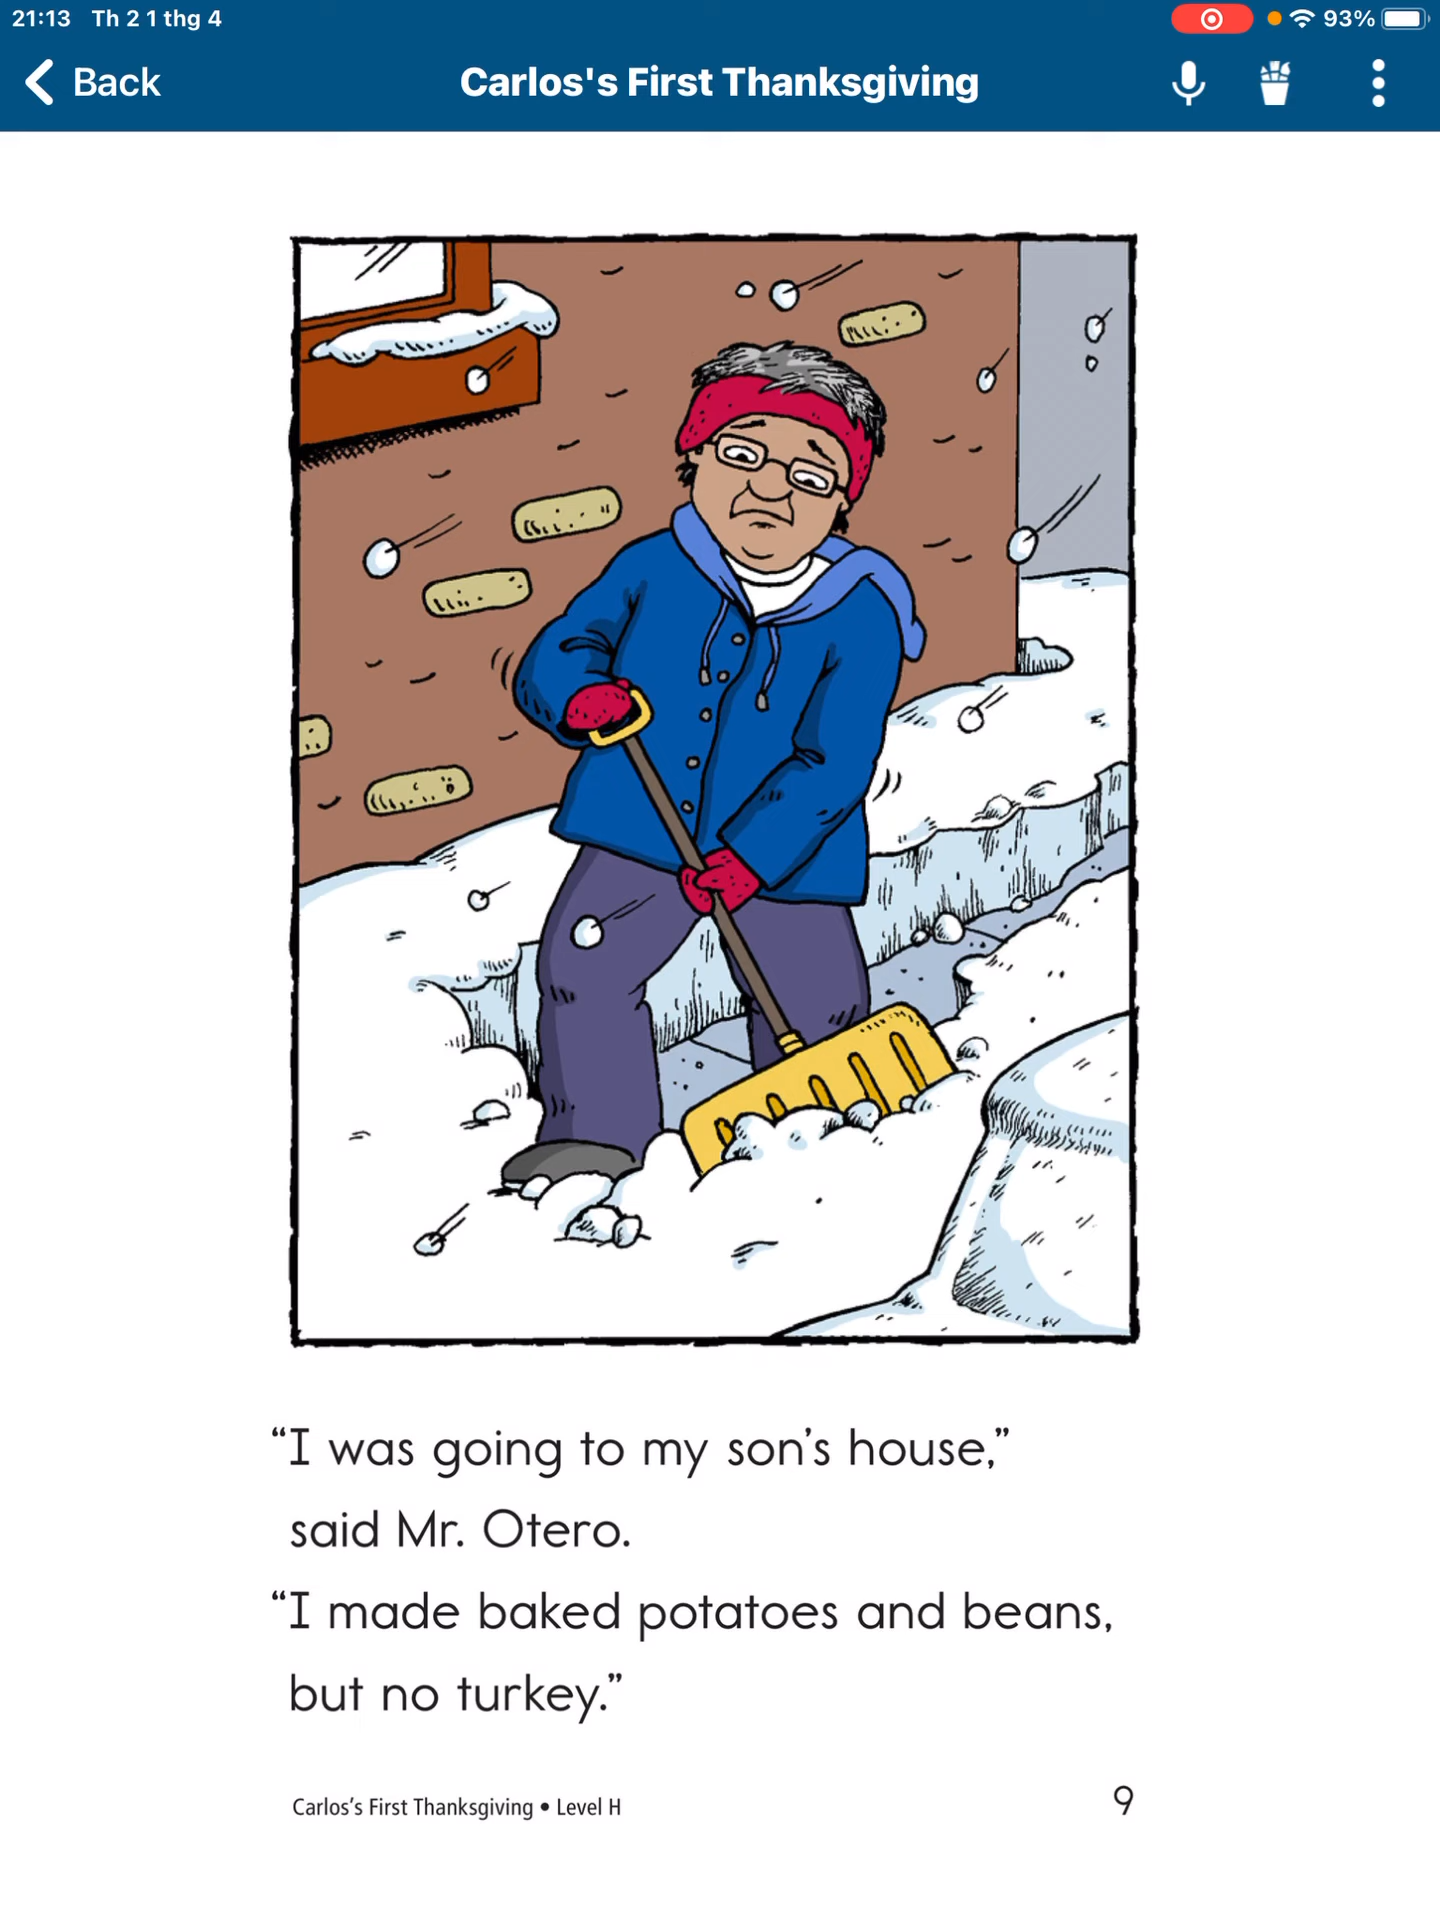 21:13 Th 2 1 thg 4 93%
Back Carlos's First Thanksgiving
“I was going to my son’s house,”
said Mr. Otero.
“I made baked potatoes and beans,
but no turkey.”
Carlos’s First Thanksgiving • Level H 9